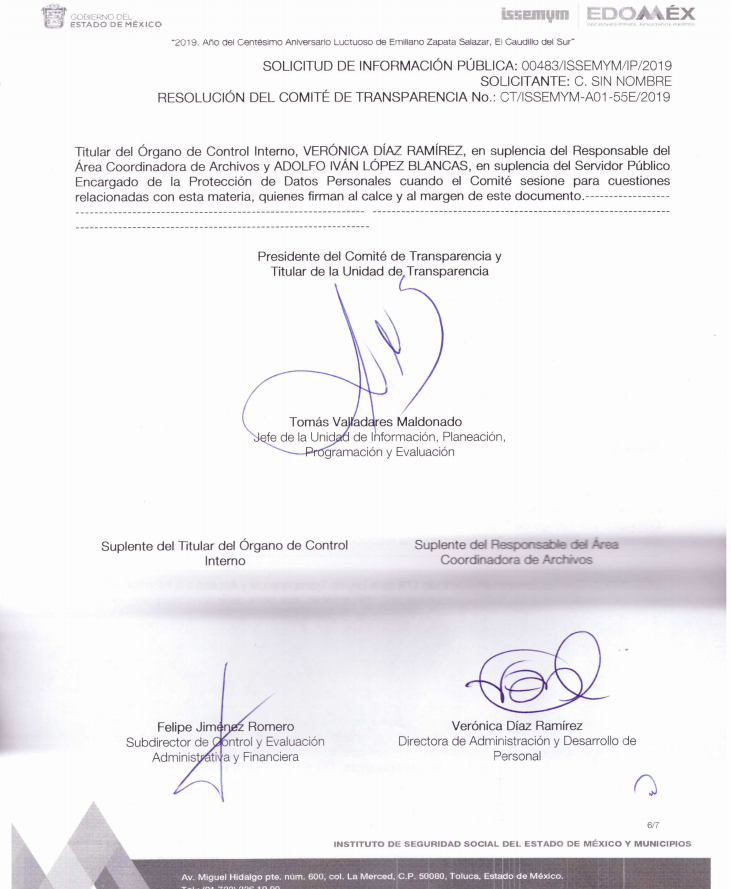 GOBIERNO DEL
ESTADO DE MÉXICO
issemym
EDOMÉX
DECISIONES FIRMES, RESULTADOS FUERTES.
"2019. Año del Centésimo Aniversario Luctuoso de Emiliano Zapata Salazar, El Caudillo del Sur"
SOLICITUD DE INFORMACIÓN PÚBLICA: 00483/ISSEMYM/IP/2019
SOLICITANTE: C. SIN NOMBRE
RESOLUCIÓN DEL COMITÉ DE TRANSPARENCIA No.: CT/ISSEMYM-A01-55E/2019
Titular del Órgano de Control Interno, VERÓNICA DÍAZ RAMÍREZ, en suplencia del Responsable del
Área Coordinadora de Archivos y ADOLFO IVÁN LÓPEZ BLANCAS, en suplencia del Servidor Público
Encargado de la Protección de Datos Personales cuando el Comité sesione para cuestiones
relacionadas con esta materia, quienes firman al calce y al margen de este documento.-----------------
Presidente del Comité de Transparencia y
Titular de la Unidad de Transparencia
Tomás Valladares Maldonado
Jefe de la Unidad de Información, Planeación,
Programación y Evaluación
Suplente del Titular del Órgano de Control
Interno
Suplente del Responsable del Área
Coordinadora de Archivos
Felipe Jiménez Romero
Subdirector de Control y Evaluación
Administrativa y Financiera
Verónica Díaz Ramírez
Directora de Administración y Desarrollo de
Personal
6/7
INSTITUTO DE SEGURIDAD SOCIAL DEL ESTADO DE MÉXICO Y MUNICIPIOS
Av. Miguel Hidalgo pte. núm. 600, col. La Merced, C.P. 50080, Toluca, Estado de México.